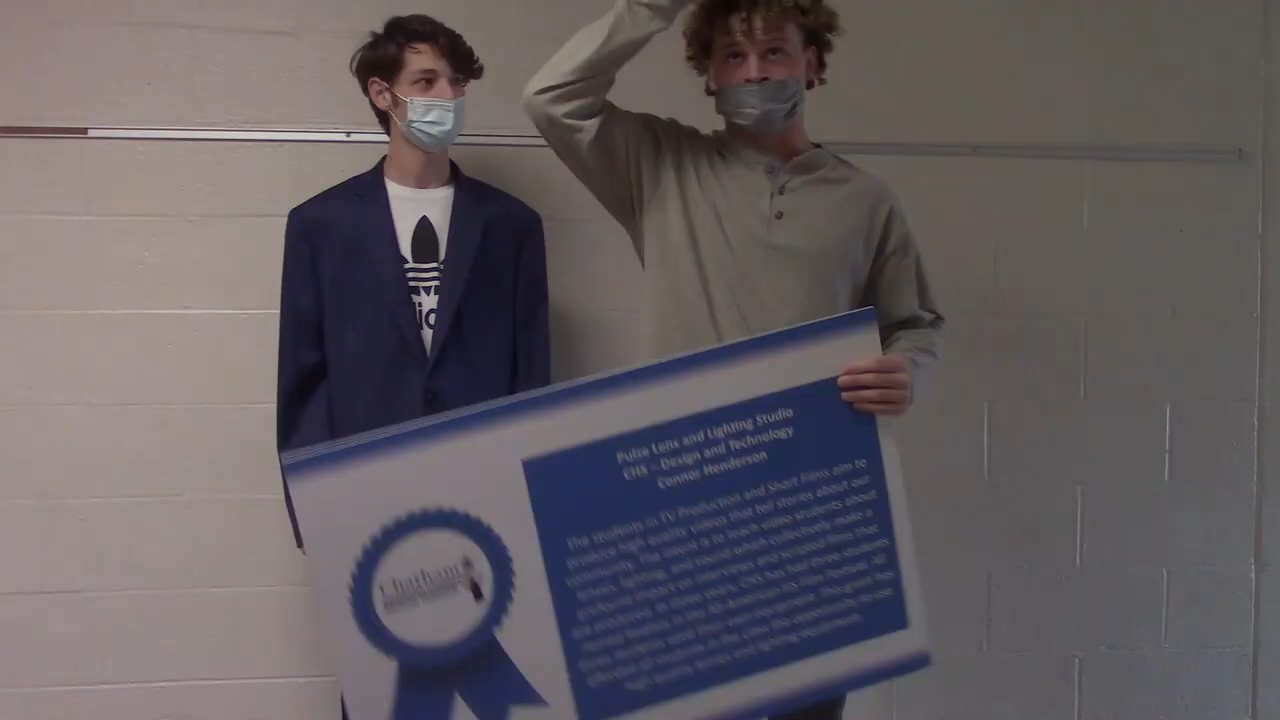 Pulse Lens and Lighting Studio
CHS – Design and Technology
Connor Henderson
The students in TV Production and Short Films aim to
produce high quality videos that tell stories about our
community. The intent is to teach video students about
lenses, lighting, and sound which collectively make a
profound impact on interviews and scripted films that
are produced. In three years, CHS has had three students
named finalists in the All-American HS Film Festival. All
three students used their own equipment. This grant has
afforded all students in the class the opportunity to use
high quality lenses and lighting equipment.
Chatham